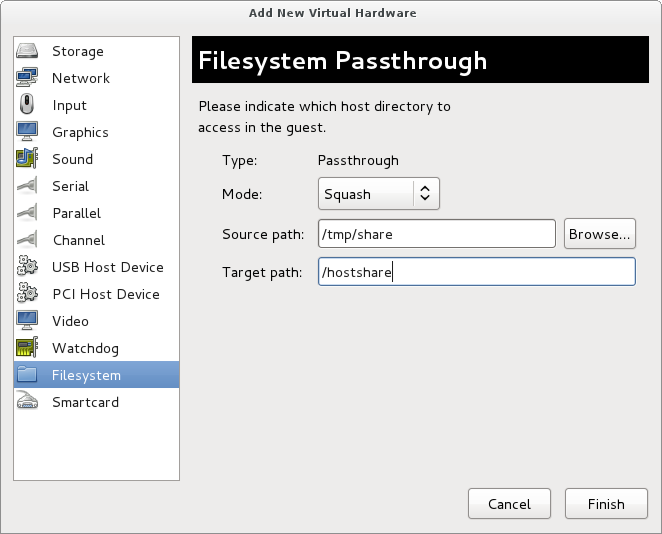 Add New Virtual Hardware
Storage
Network
Input
Graphics
Sound
Serial
Parallel
Channel
USB Host Device
PCI Host Device
Video
Watchdog
Filesystem
Smartcard
Filesystem Passthrough
Please indicate which host directory to
access in the guest.
Type: Passthrough
Mode: Squash
Source path: /tmp/share Browse...
Target path: /hostshare
Cancel Finish